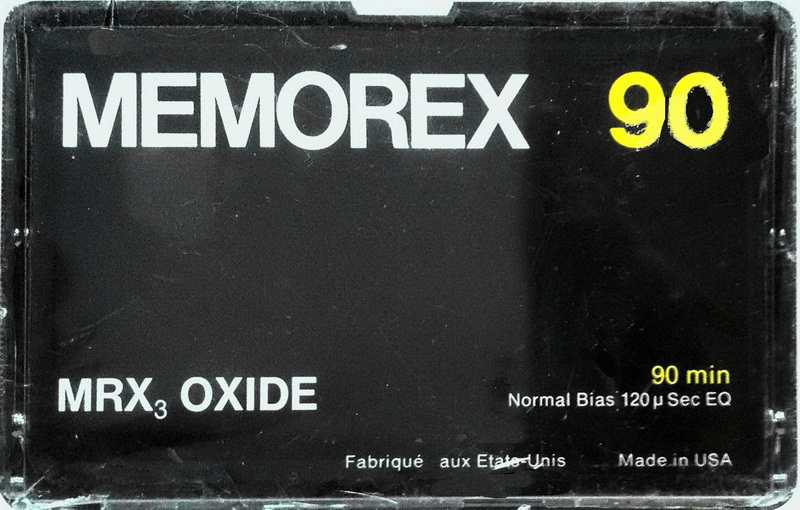 MEMOREX 90
MRX₃ OXIDE
90 min
Normal Bias 120 µ Sec EQ
Fabriqué aux Etats-Unis Made in USA